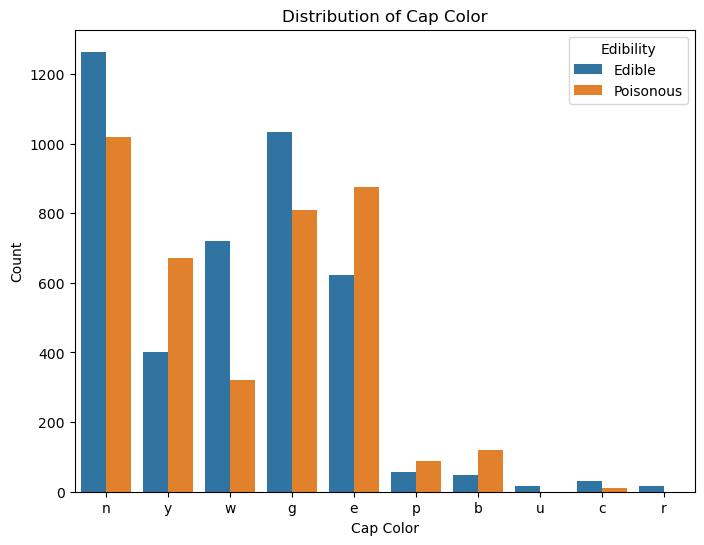 Distribution of Cap Color
Edibility
Edible
Poisonous
Count
1200
1000
800
600
400
200
0
n y w g e p b u c r
Cap Color